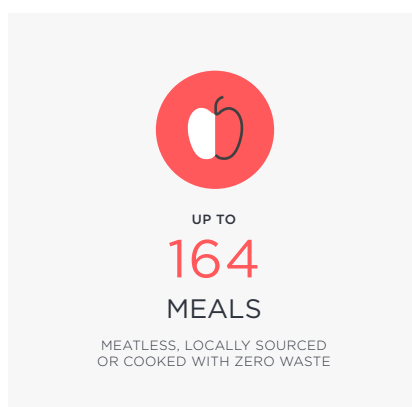 UP TO
164
MEALS
MEATLESS, LOCALLY SOURCED
OR COOKED WITH ZERO WASTE